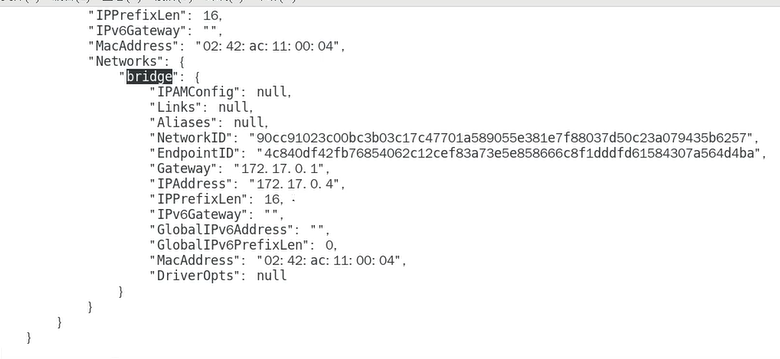 "IPPrefixLen": 16,
"IPv6Gateway": "",
"MacAddress": "02:42:ac:11:00:04",
"Networks": {
"bridge": {
"IPAMConfig": null,
"Links": null,
"Aliases": null,
"NetworkID": "90cc91023c00bc3b03c17c47701a589055e381e7f88037d50c23a079435b6257",
"EndpointID": "4c840df42fb76854062c12cef83a73e5e858666c8f1dddfd61584307a564d4ba",
"Gateway": "172.17.0.1",
"IPAddress": "172.17.0.4",
"IPPrefixLen": 16,
"IPv6Gateway": "",
"GlobalIPv6Address": "",
"GlobalIPv6PrefixLen": 0,
"MacAddress": "02:42:ac:11:00:04",
"DriverOpts": null
}
}
}
}